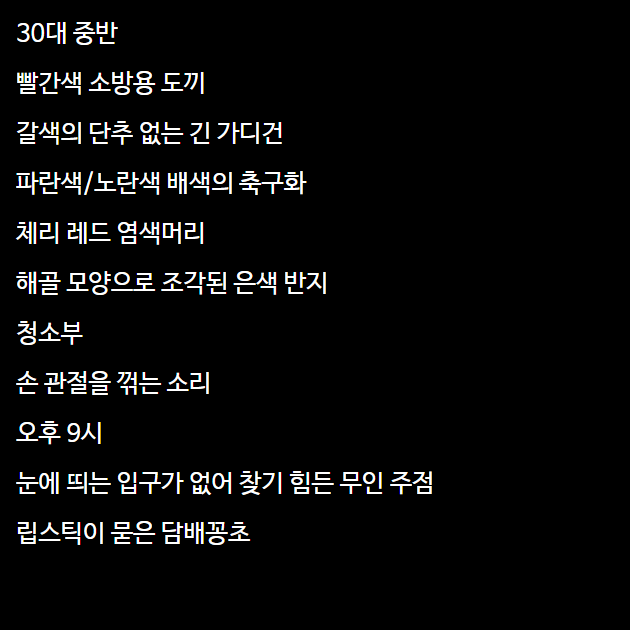 30대 중반
빨간색 소방용 도끼
갈색의 단추 없는 긴 가디건
파란색/노란색 배색의 축구화
체리 레드 염색머리
해골 모양으로 조각된 은색 반지
청소부
손 관절을 꺾는 소리
오후 9시
눈에 띄는 입구가 없어 찾기 힘든 무인 주점
립스틱이 묻은 담배꽁초